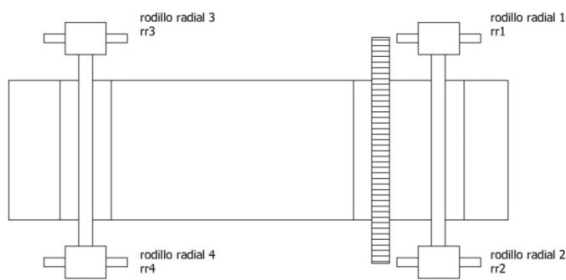 rodillo radial 3
rr3
rodillo radial 1
rr1
rodillo radial 4
rr4
rodillo radial 2
rr2